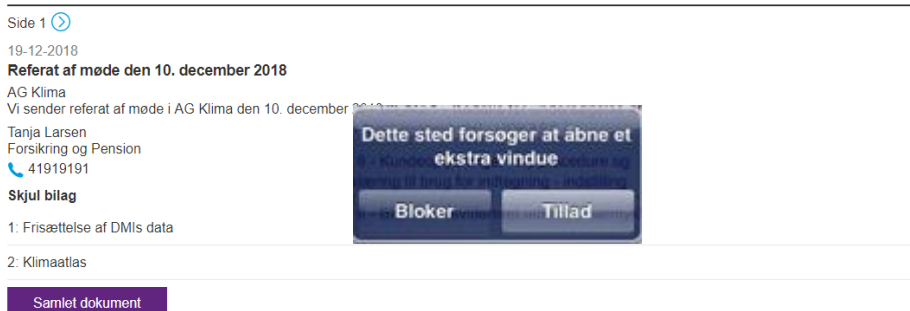 Side 1
19-12-2018
Referat af møde den 10. december 2018
AG Klima
Vi sender referat af møde i AG Klima den 10. december
Tanja Larsen
Forsikring og Pension
41919191
Skjul bilag
1: Frisættelse af DMIs data
2: Klimaatlas
Samlet dokument
Dette sted forsøger at åbne et
ekstra vindue
Bloker
Tillad